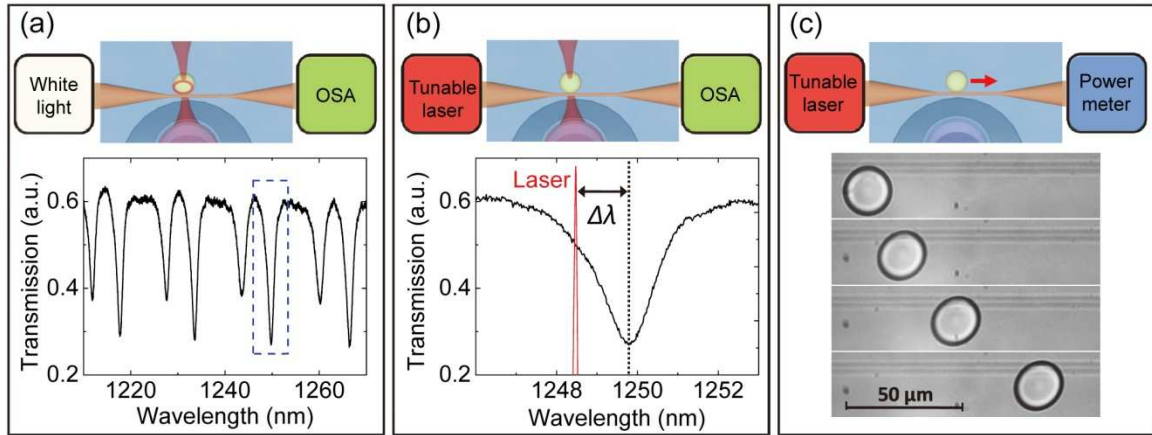 (a)
White
light
OSA
Transmission (a.u.)
0.6
0.4
0.2
1220
1240
1260
Wavelength (nm)
(b)
Tunable
laser
OSA
Transmission (a.u.)
0.6
0.4
0.2
Laser
Δλ
1248
1250
1252
Wavelength (nm)
(c)
Tunable
laser
Power
meter
50 μm